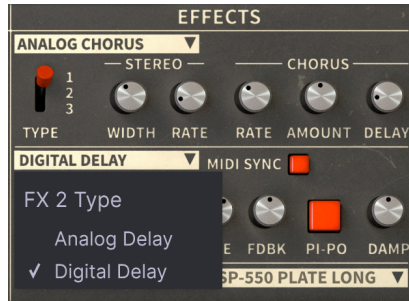 EFFECTS
ANALOG CHORUS ▼
STEREO CHORUS
1
2
3
TYPE WIDTH RATE RATE AMOUNT DELAY
DIGITAL DELAY ▼ MIDI SYNC
FX 2 Type
Analog Delay
✓ Digital Delay
FDBK PI-PO DAMP
SP-550 PLATE LONG ▼